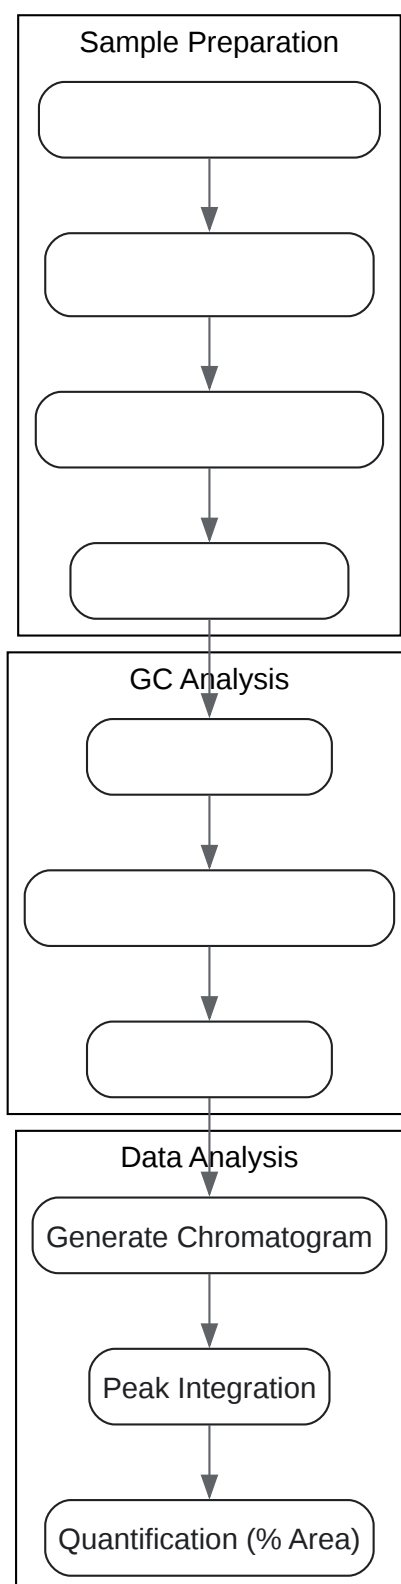 Sample Preparation
GC Analysis
Data Analysis
Generate Chromatogram
Peak Integration
Quantification (% Area)